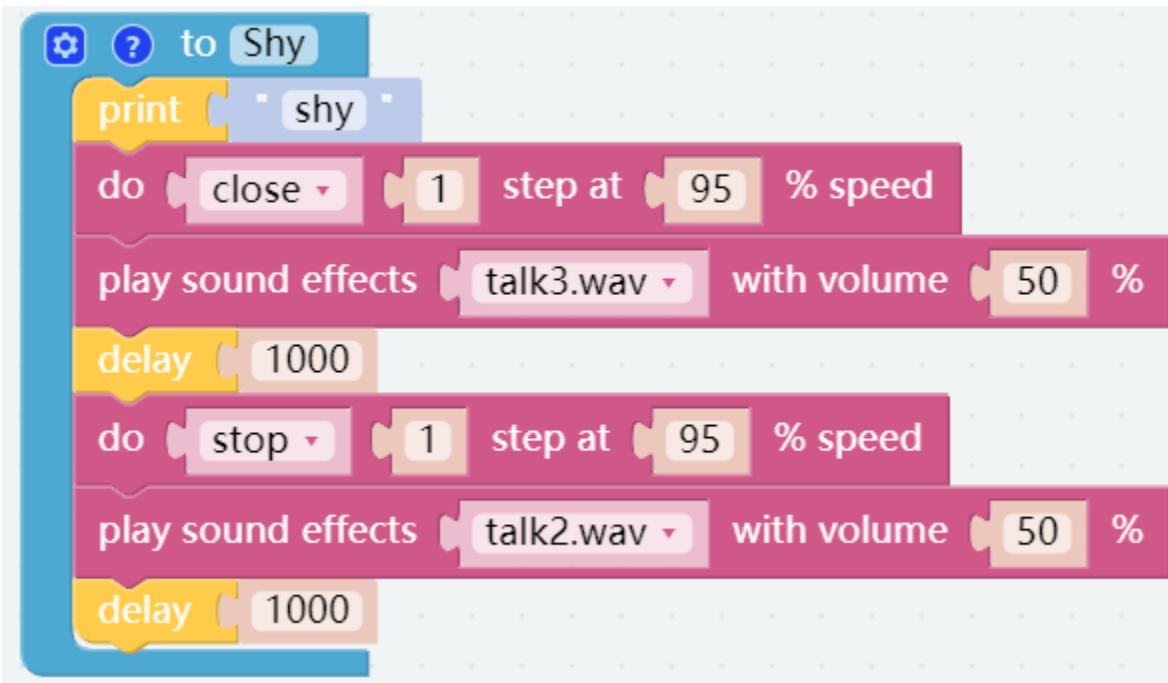 ? to Shy
print " shy "
do close 1 step at 95 % speed
play sound effects talk3.wav with volume 50 %
delay 1000
do stop 1 step at 95 % speed
play sound effects talk2.wav with volume 50 %
delay 1000